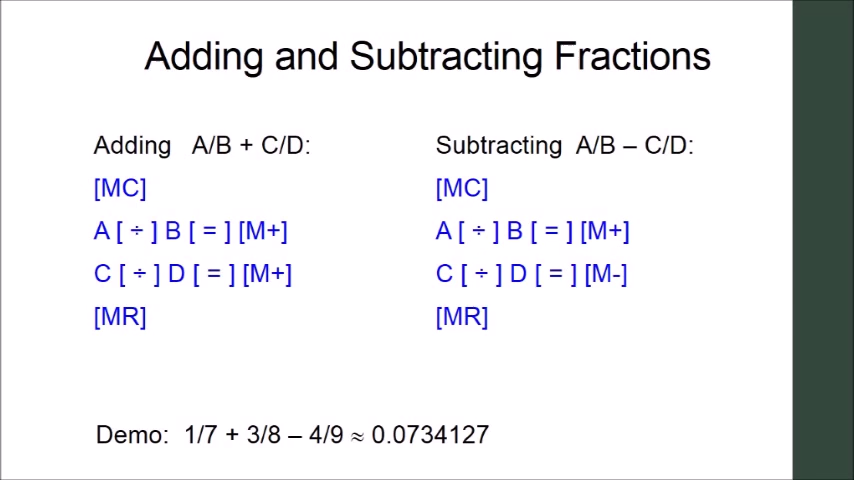 Adding and Subtracting Fractions
Adding A/B + C/D:
[MC]
A [ ÷ ] B [ = ] [M+]
C [ ÷ ] D [ = ] [M+]
[MR]
Subtracting A/B – C/D:
[MC]
A [ ÷ ] B [ = ] [M+]
C [ ÷ ] D [ = ] [M-]
[MR]
Demo: 1/7 + 3/8 – 4/9 ≈ 0.0734127